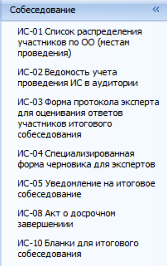 Собеседование
«
ИС-01 Список распределения
участников по ОО (местам
проведения)
ИС-02 Ведомость учета
проведения ИС в аудитории
ИС-03 Форма протокола эксперта
для оценивания ответов
участников итогового
собеседования
ИС-04 Специализированная
форма черновика для экспертов
ИС-05 Уведомление на итоговое
собеседование
ИС-08 Акт о досрочном
завершениии
ИС-10 Бланки для итогового
собеседования